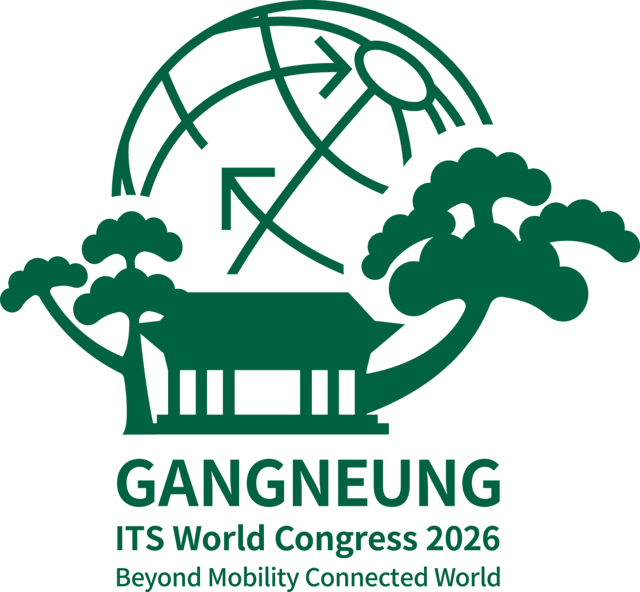 GANGNEUNG
ITS World Congress 2026
Beyond Mobility Connected World